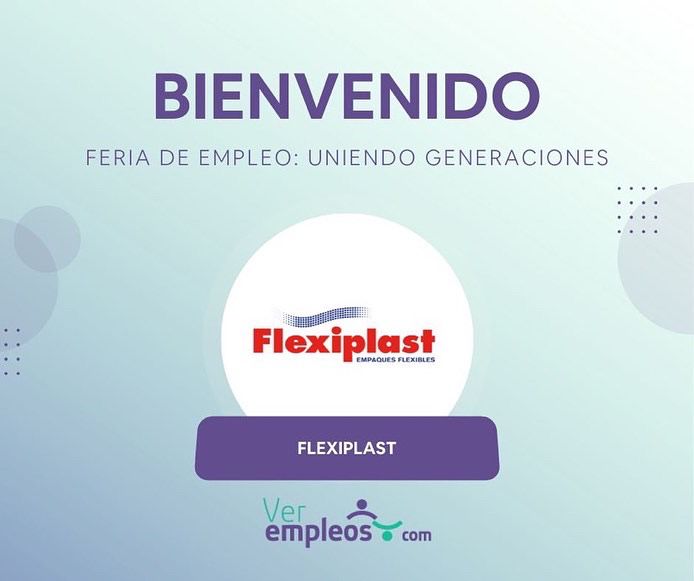 BIENVENIDO
FERIA DE EMPLEO: UNIENDO GENERACIONES
Flexiplast
EMPAQUES FLEXIBLES
FLEXIPLAST
Ver
empleos.com